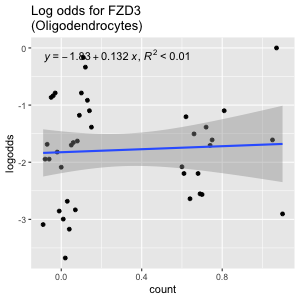 Log odds for FZD3
(Oligodendrocytes)
y = −1.83 + 0.132 x, R² < 0.01
0
-1
-2
-3
logodds
0.0 0.4 0.8
count